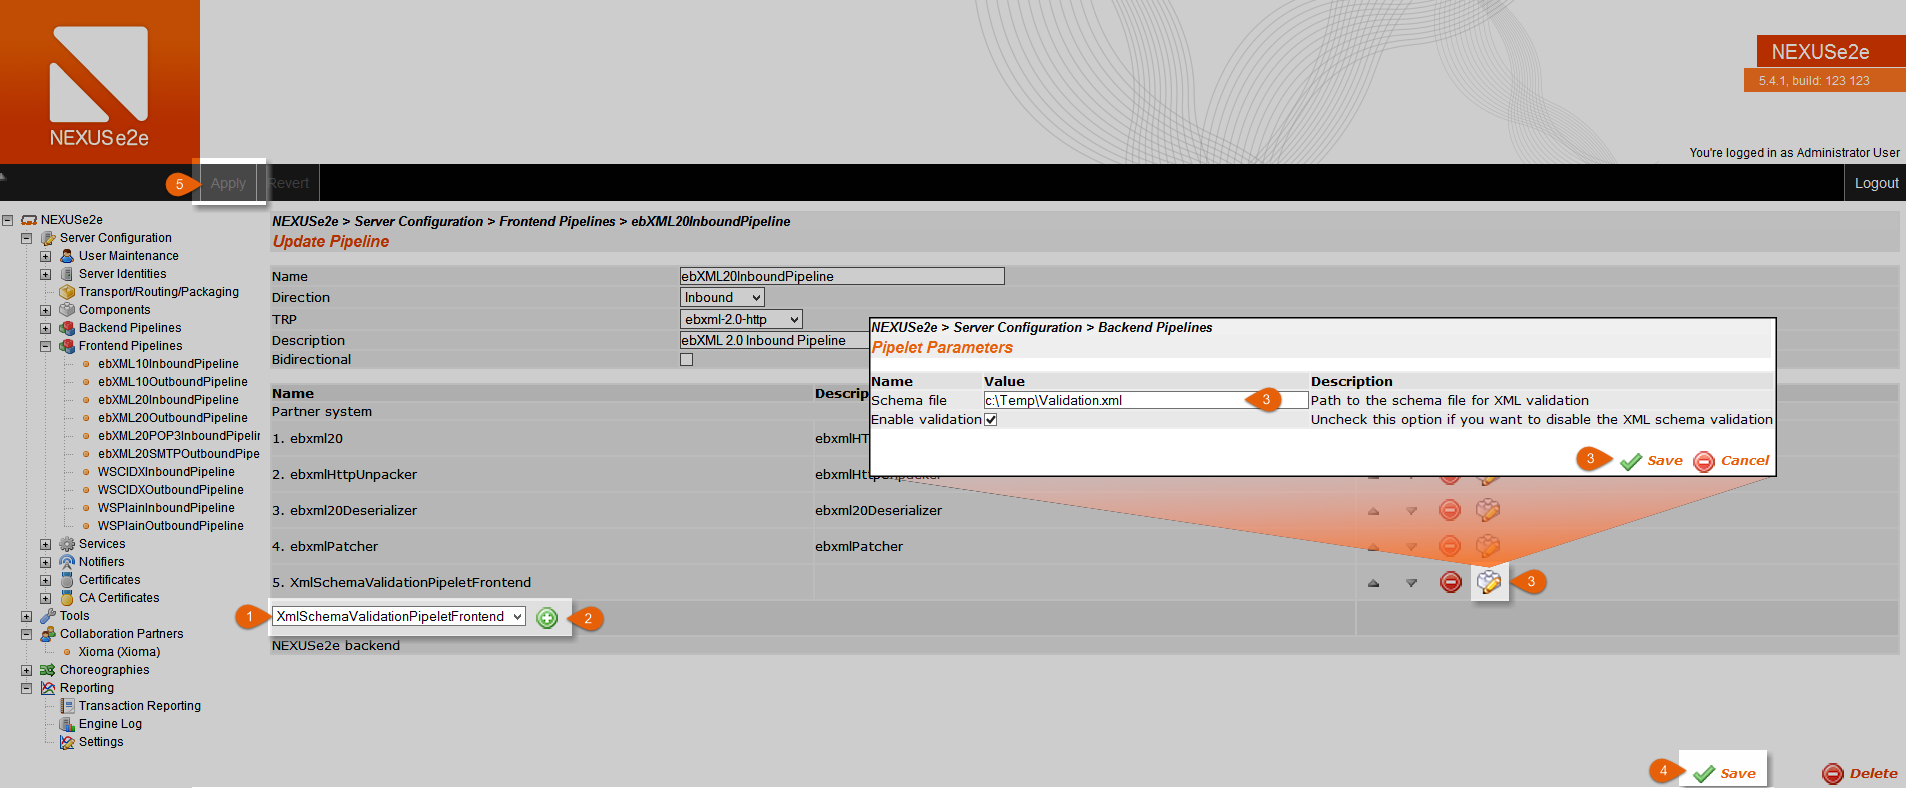 NEXUSe2e
NEXUSe2e
5.4.1, build: 123 123
You're logged in as Administrator User
5
Apply
Revert
Logout
NEXUSe2e
Server Configuration
User Maintenance
Server Identities
Transport/Routing/Packaging
Components
Backend Pipelines
Frontend Pipelines
ebXML10InboundPipeline
ebXML10OutboundPipeline
ebXML20InboundPipeline
ebXML20OutboundPipeline
ebXML20POP3InboundPipelin
ebXML20SMTPOutboundPipe
WSCIDXInboundPipeline
WSCIDXOutboundPipeline
WSPlainInboundPipeline
WSPlainOutboundPipeline
Services
Notifiers
Certificates
CA Certificates
Tools
Collaboration Partners
Xioma (Xioma)
Choreographies
Reporting
Transaction Reporting
Engine Log
Settings
NEXUSe2e > Server Configuration > Frontend Pipelines > ebXML20InboundPipeline
Update Pipeline
Name ebXML20InboundPipeline
Direction Inbound
TRP ebxml-2.0-http
Description ebXML 2.0 Inbound Pipeline
Bidirectional
Name Descrip
Partner system
1. ebxml20 ebxmlHT
2. ebxmlHttpUnpacker ebxmlHttpUnpacker
3. ebxml20Deserializer ebxml20Deserializer
4. ebxmlPatcher ebxmlPatcher
5. XmlSchemaValidationPipeletFrontend 3
1 XmlSchemaValidationPipeletFrontend 2
NEXUSe2e backend
NEXUSe2e > Server Configuration > Backend Pipelines
Pipelet Parameters
Name Value Description
Schema file c:\Temp\Validation.xml 3 Path to the schema file for XML validation
Enable validation Uncheck this option if you want to disable the XML schema validation
3 Save Cancel
4 Save Delete